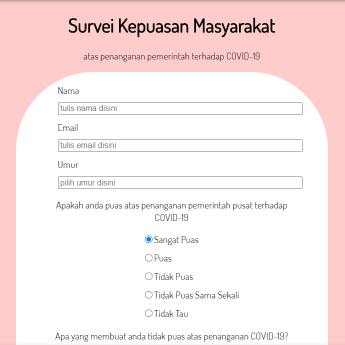 Survei Kepuasan Masyarakat
atas penanganan pemerintah terhadap COVID-19
Nama
tulis nama disini
Email
tulis email disini
Umur
pilih umur disini
Apakah anda puas atas penanganan pemerintah pusat terhadap
COVID-19
Sangat Puas
Puas
Tidak Puas
Tidak Puas Sama Sekali
Tidak Tau
Apa yang membuat anda tidak puas atas penanganan COVID-19?